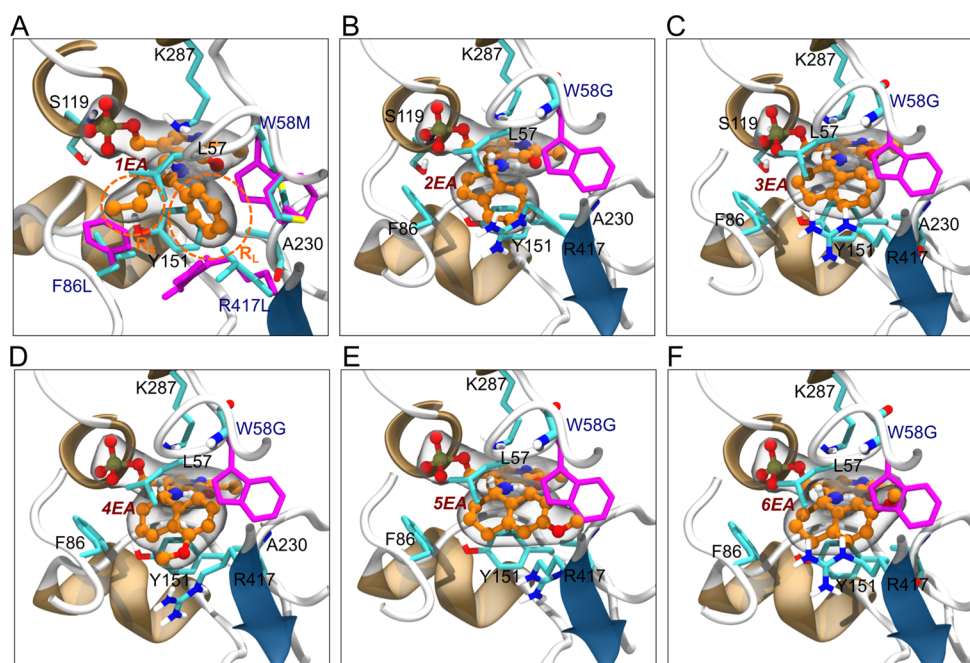 A
K287
S119
W58M
L57
1EA
A230
Y151
R_L
F86L
R417L
B
K287
S119
W58G
L57
2EA
F86
A230
Y151
R417
C
K287
S119
W58G
L57
3EA
F86
A230
Y151
R417
D
K287
W58G
L57
4EA
F86
A230
Y151
R417
E
K287
W58G
L57
5EA
F86
Y151
R417
F
K287
W58G
L57
6EA
F86
Y151
R417